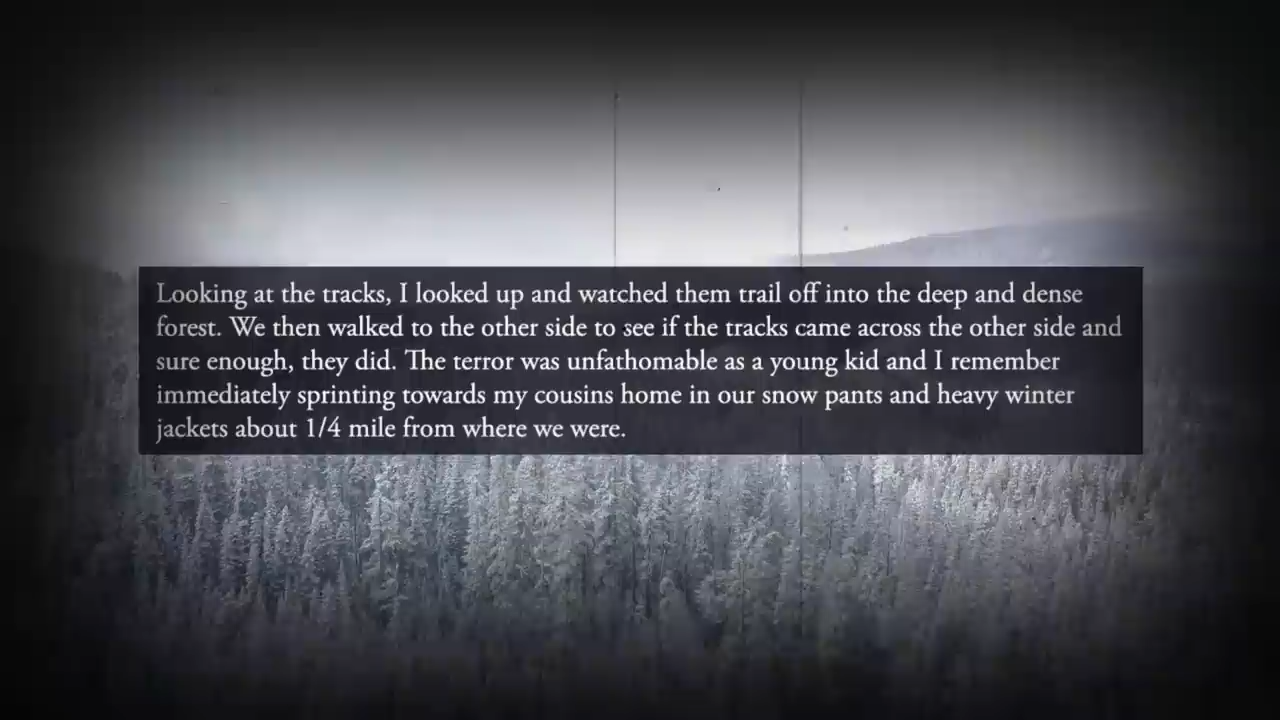 Looking at the tracks, I looked up and watched them trail off into the deep and dense
forest. We then walked to the other side to see if the tracks came across the other side and
sure enough, they did. The terror was unfathomable as a young kid and I remember
immediately sprinting towards my cousins home in our snow pants and heavy winter
jackets about 1/4 mile from where we were.